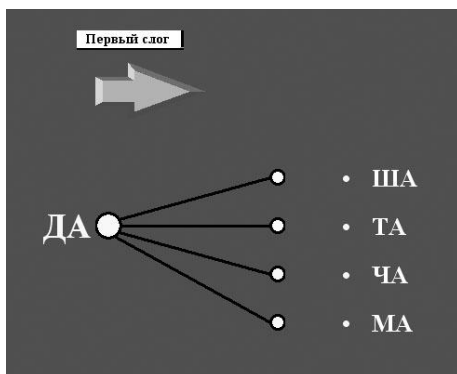 Первый слог
ДА
• ША
• ТА
• ЧА
• МА